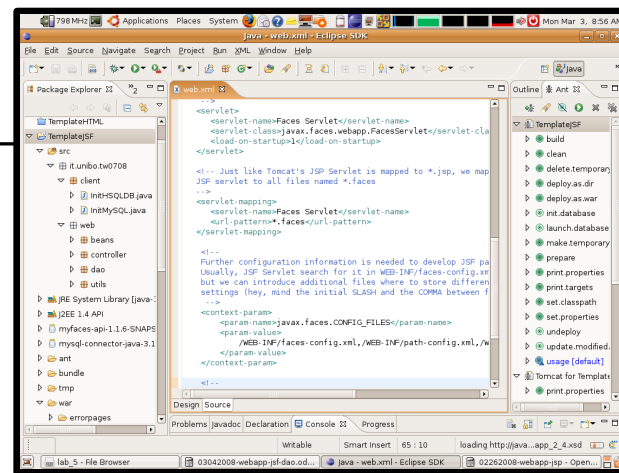 798 MHz Applications Places System Mon Mar 3, 8:56 AM
Java - web.xml - Eclipse SDK
File Edit Source Navigate Search Project Run XML Window Help
Java
Package Explorer 2 web.xml Outline Ant
TemplateHTML
TemplateJSF
src
it.unibo.tw0708
client
InitHSQLDB.java
InitMySQL.java
web
beans
controller
dao
utils
JRE System Library [java-
J2EE 1.4 API
myfaces-api-1.1.6-SNAPS
mysql-connector-java-3.1
ant
bundle
tmp
war
errorpages
-->
<servlet>
<servlet-name>Faces Servlet</servlet-name>
<servlet-class>javax.faces.webapp.FacesServlet</servlet-cla
<load-on-startup>1</load-on-startup>
</servlet>
<!-- Just like Tomcat's JSP Servlet is mapped to *.jsp, we map
JSF servlet to all files named *.faces
-->
<servlet-mapping>
<servlet-name>Faces Servlet</servlet-name>
<url-pattern>*.faces</url-pattern>
</servlet-mapping>
<!--
Further configuration information is needed to develop JSF pa
Usually, JSF Servlet search for it in WEB-INF/faces-config.xm
but we can introduce additional files where to store differen
settings (hey, mind the initial SLASH and the COMMA between f
-->
<context-param>
<param-name>javax.faces.CONFIG_FILES</param-name>
<param-value>
/WEB-INF/faces-config.xml,/WEB-INF/path-config.xml,/W
</param-value>
</context-param>
<!--
Design Source
TemplateJSF
build
clean
delete.temporary
deploy.as.dir
deploy.as.war
init.database
launch.database
make.temporary
prepare
print.properties
print.targets
set.classpath
set.properties
undeploy
update.modified.
usage [default]
Tomcat for Template
print.properties
Problems Javadoc Declaration Console Progress
Writable Smart Insert 65 : 10 loading http://java...app_2_4.xsd
lab_5 - File Browser 03042008-webapp-jsf-dao.od... Java - web.xml - Eclipse SDK 02262008-webapp-jsp - Open...